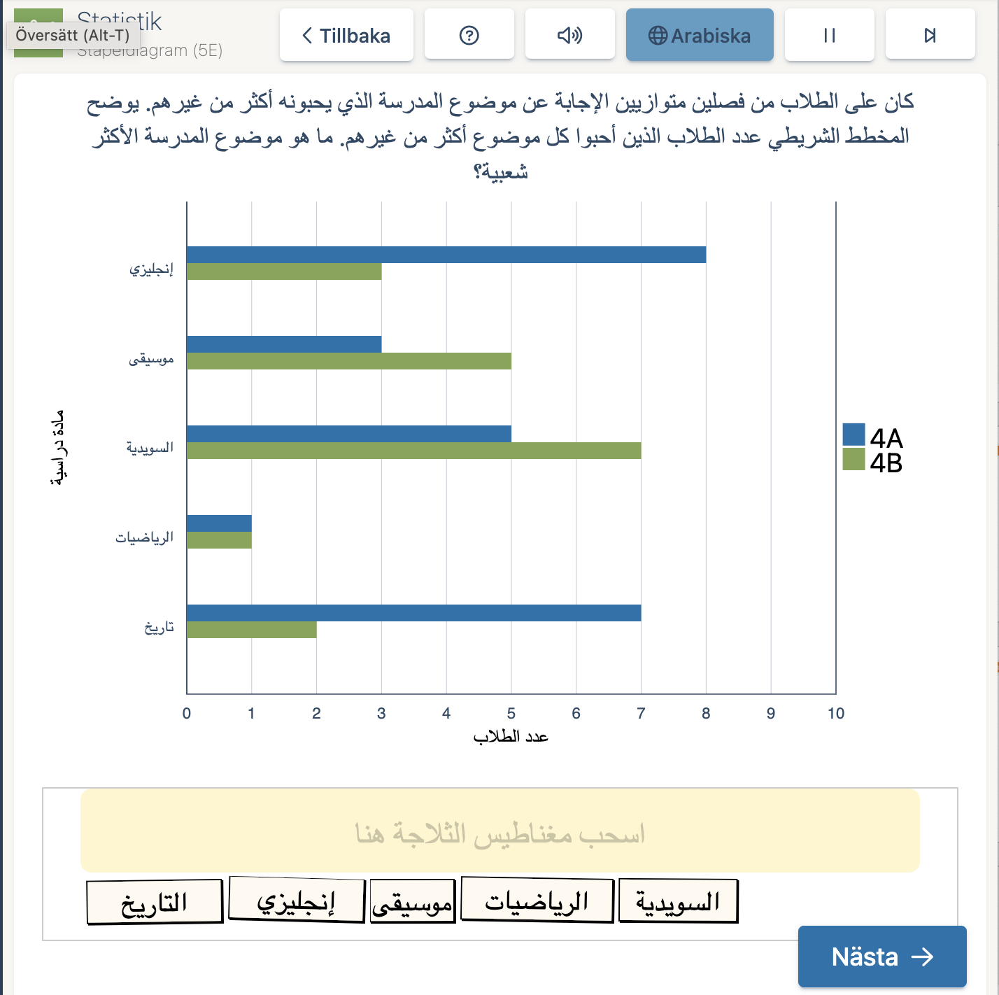 Statistik
Översätt (Alt-T)
Stapeldiagram (5E)
Tillbaka
Arabiska
كان على الطلاب من فصلين متوازيين الإجابة عن موضوع المدرسة الذي يحبونه أكثر من غيرهم. يوضح
المخطط الشريطي عدد الطلاب الذين أحبوا كل موضوع أكثر من غيرهم. ما هو موضوع المدرسة الأكثر
شعبية؟
إنجليزي
موسيقى
السويدية
الرياضيات
تاريخ
مادة دراسية
4A
4B
0 1 2 3 4 5 6 7 8 9 10
عدد الطلاب
اسحب مغناطيس الثلاجة هنا
التاريخ
إنجليزي
موسيقى
الرياضيات
السويدية
Nästa